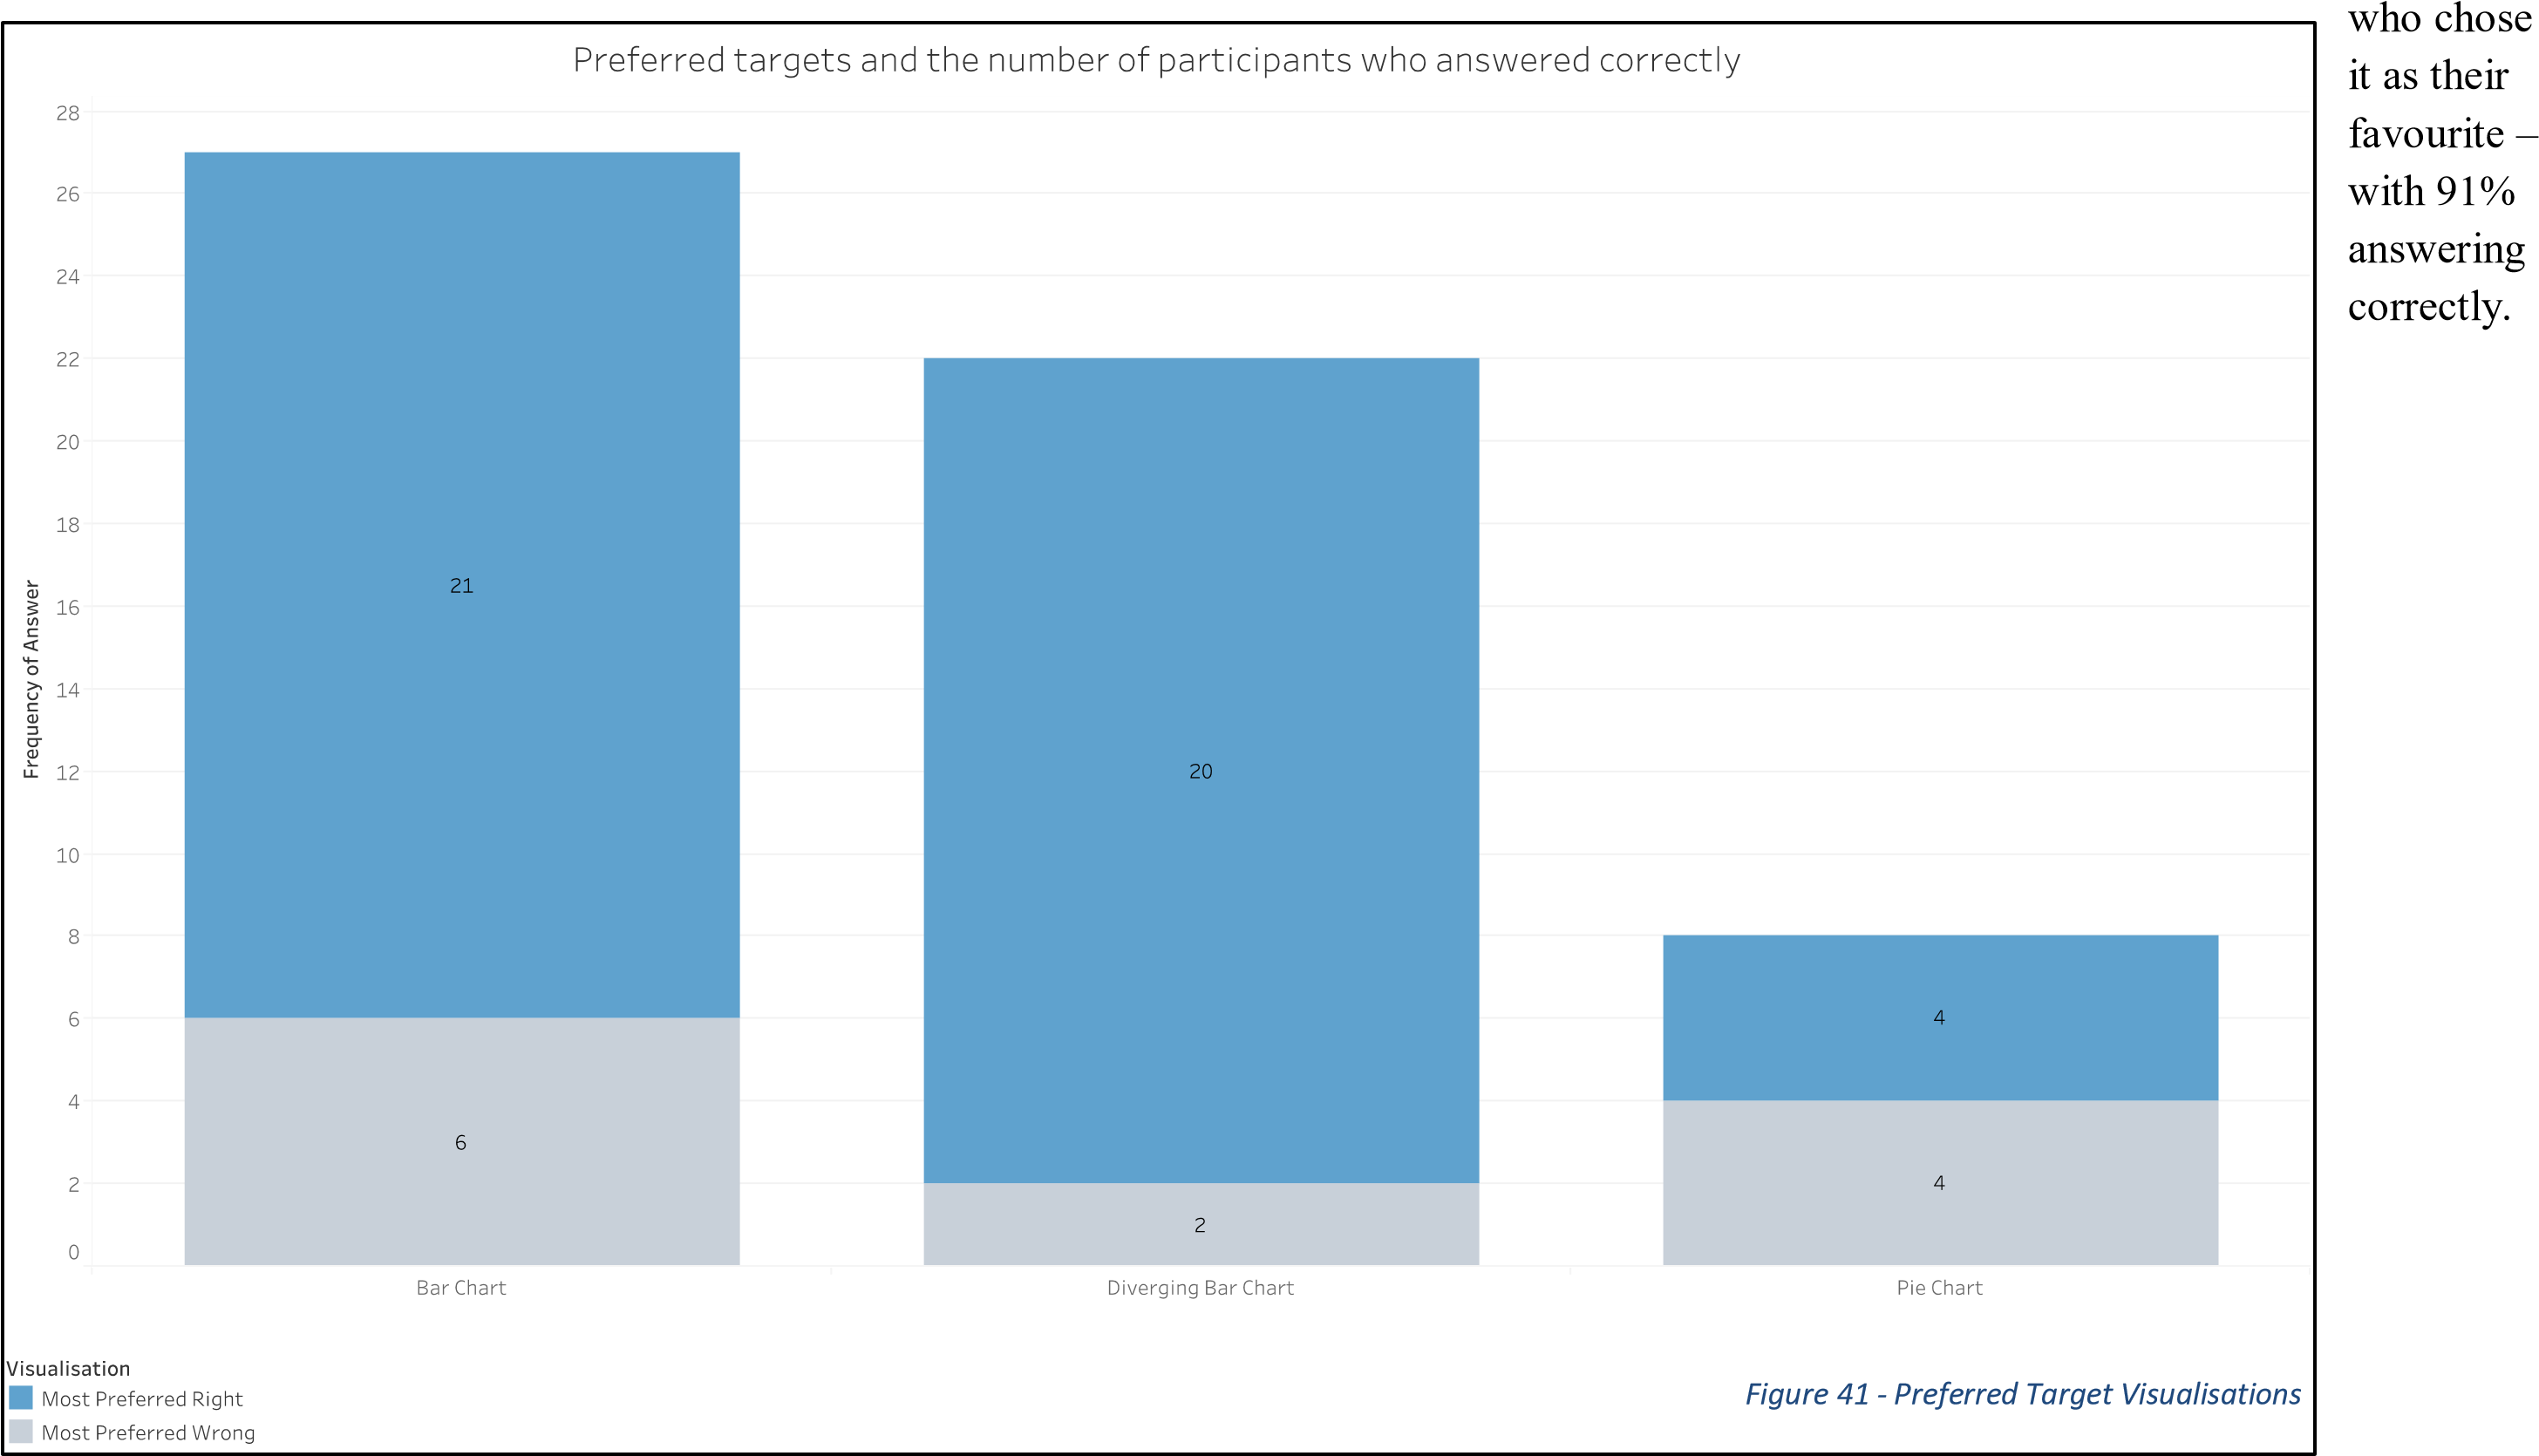 who chose
it as their
favourite –
with 91%
answering
correctly.
Preferred targets and the number of participants who answered correctly
Frequency of Answer
28
26
24
22
20
18
16
14
12
10
8
6
4
2
0
21
6
20
2
4
4
Bar Chart
Diverging Bar Chart
Pie Chart
Visualisation
Most Preferred Right
Most Preferred Wrong
Figure 41 - Preferred Target Visualisations